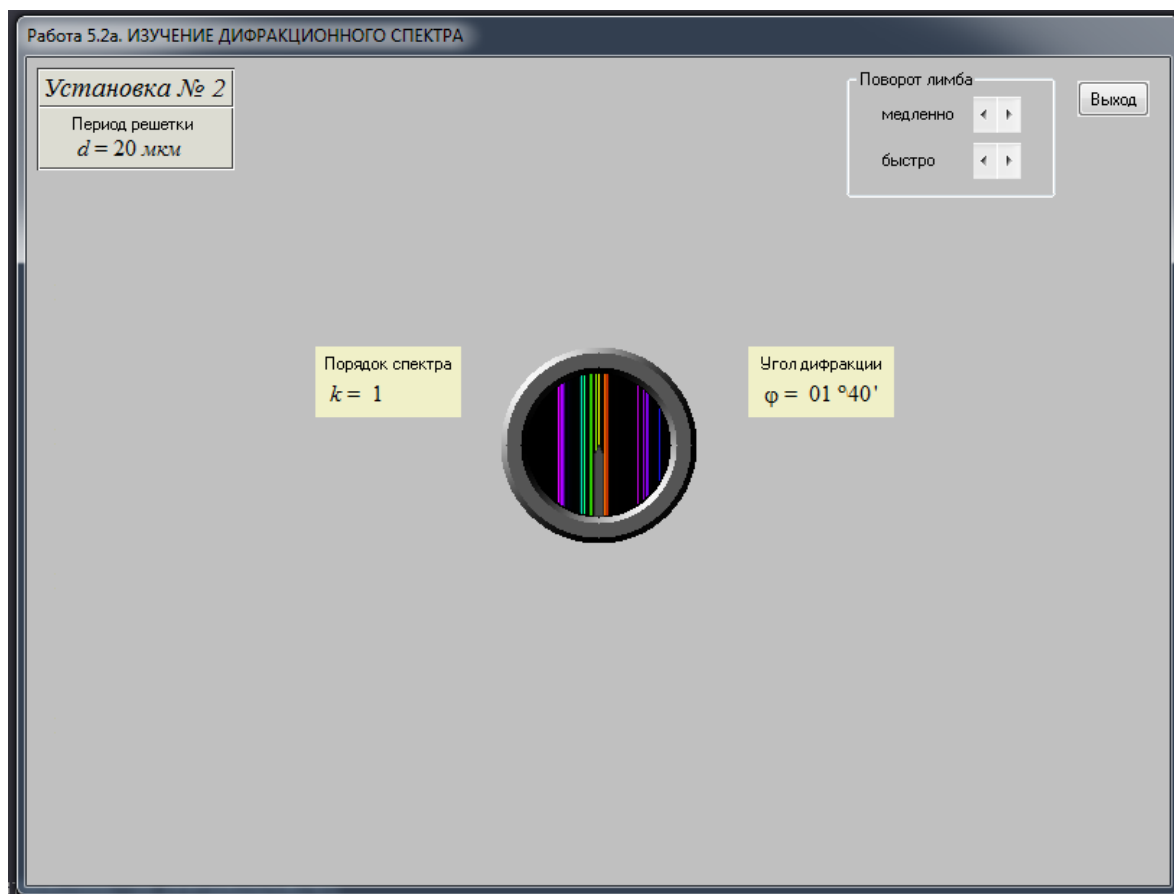 Работа 5.2а. ИЗУЧЕНИЕ ДИФРАКЦИОННОГО СПЕКТРА
Установка № 2
Период решетки
d = 20 мкм
Поворот лимба
медленно
быстро
Выход
Порядок спектра
k = 1
Угол дифракции
φ = 01 °40'